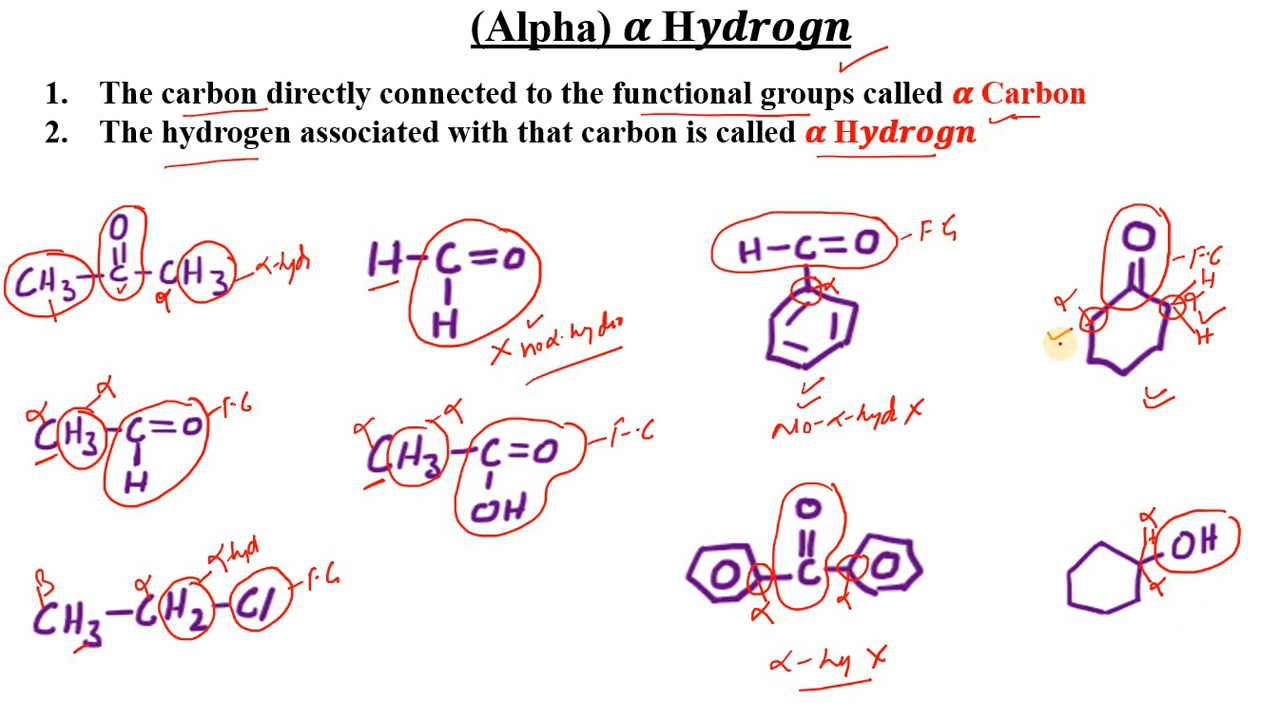 (Alpha) α Hydrogn
1. The carbon directly connected to the functional groups called α Carbon
2. The hydrogen associated with that carbon is called α Hydrogn
O
CH3-C-CH3
α
α-hyd
H-C=O
H
X no α-hydro
H-C=O
F G
α
No-α-hyd X
O
F.G
α
α
H
H
α
α
CH3-C=O
F.G
H
α
α
CH3-C=O
F.G
OH
O
C
α
α
α-hy X
α
H
OH
α
β
α
α hyd
CH3-CH2-Cl
F.G